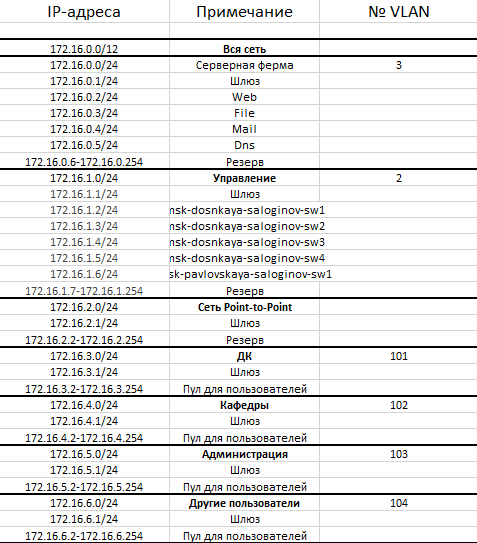 IP-адреса Примечание № VLAN
172.16.0.0/12 Вся сеть
172.16.0.0/24 Серверная ферма 3
172.16.0.1/24 Шлюз
172.16.0.2/24 Web
172.16.0.3/24 File
172.16.0.4/24 Mail
172.16.0.5/24 Dns
172.16.0.6-172.16.0.254 Резерв
172.16.1.0/24 Управление 2
172.16.1.1/24 Шлюз
172.16.1.2/24 msk-dosnkaya-saloginov-sw1
172.16.1.3/24 msk-dosnkaya-saloginov-sw2
172.16.1.4/24 msk-dosnkaya-saloginov-sw3
172.16.1.5/24 msk-dosnkaya-saloginov-sw4
172.16.1.6/24 sk-pavlovskaya-saloginov-sw1
172.16.1.7-172.16.1.254 Резерв
172.16.2.0/24 Сеть Point-to-Point
172.16.2.1/24 Шлюз
172.16.2.2-172.16.2.254 Резерв
172.16.3.0/24 ДК 101
172.16.3.1/24 Шлюз
172.16.3.2-172.16.3.254 Пул для пользователей
172.16.4.0/24 Кафедры 102
172.16.4.1/24 Шлюз
172.16.4.2-172.16.4.254 Пул для пользователей
172.16.5.0/24 Администрация 103
172.16.5.1/24 Шлюз
172.16.5.2-172.16.5.254 Пул для пользователей
172.16.6.0/24 Другие пользователи 104
172.16.6.1/24 Шлюз
172.16.6.2-172.16.6.254 Пул для пользователей